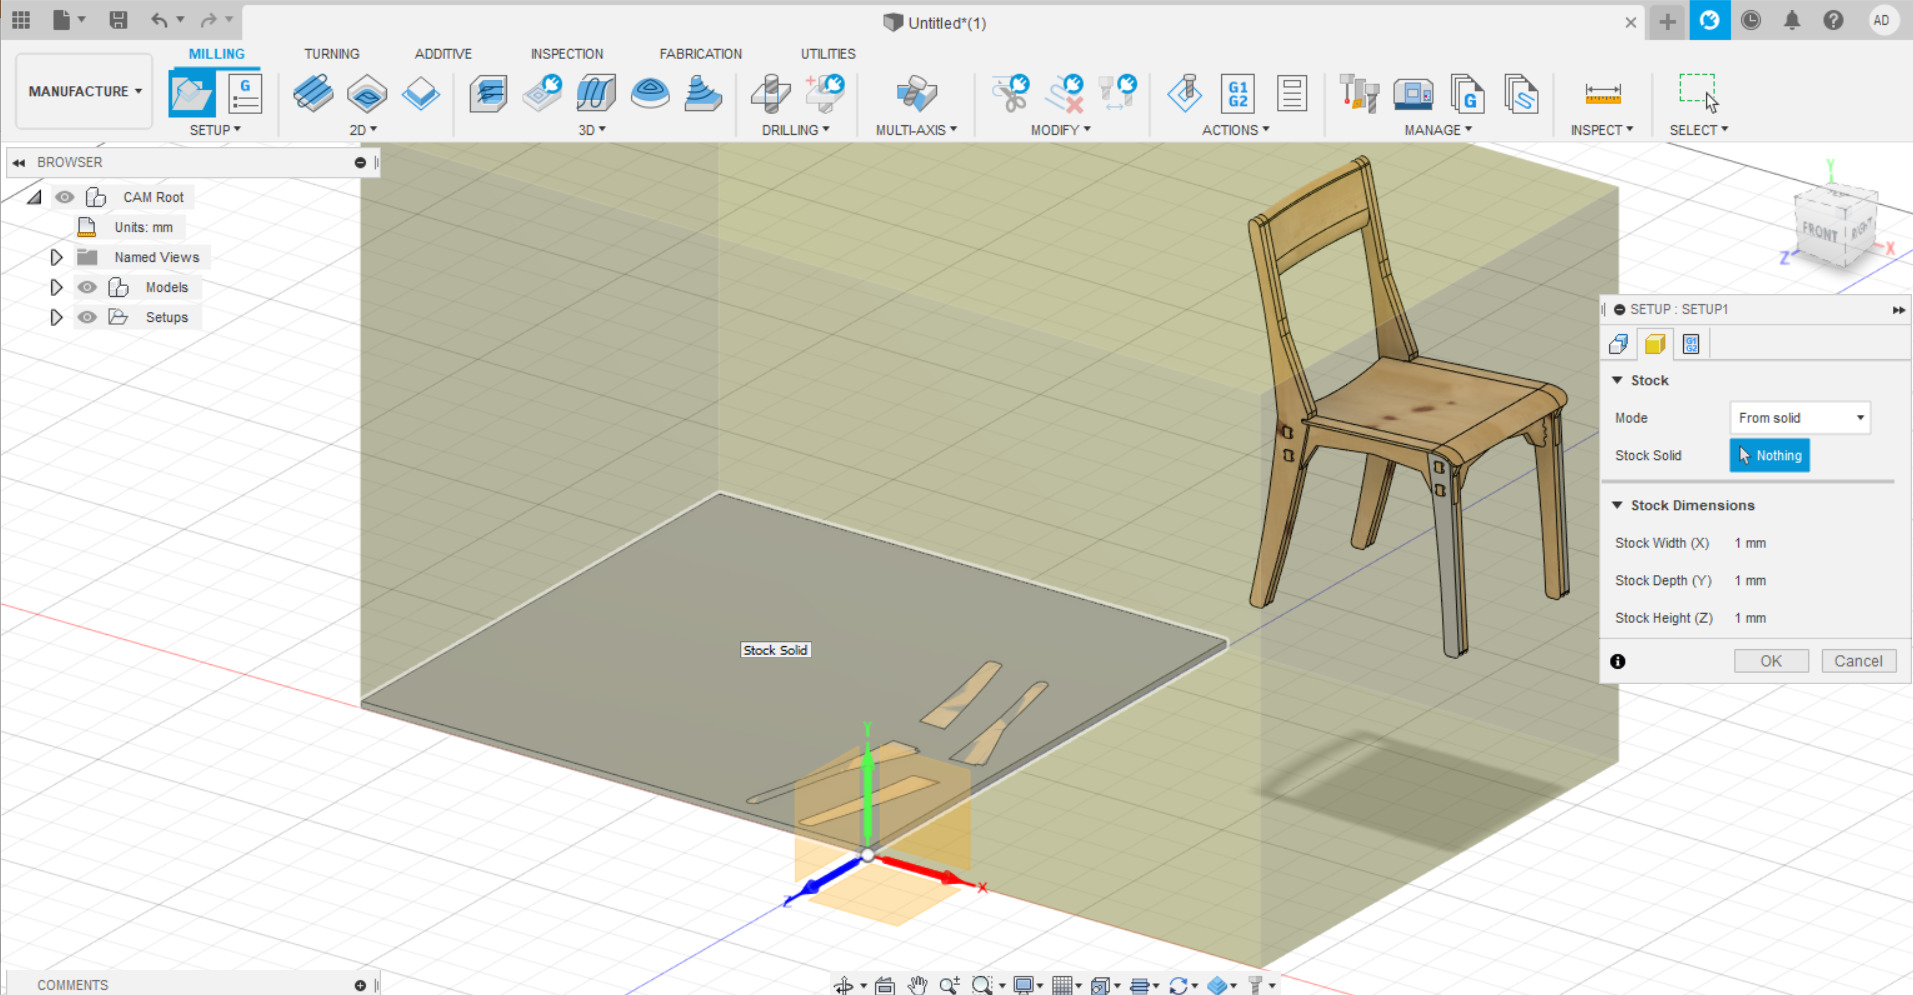 Untitled*(1)
AD
MILLING
TURNING
ADDITIVE
INSPECTION
FABRICATION
UTILITIES
MANUFACTURE
G
G1
G2
G
SETUP
2D
3D
DRILLING
MULTI-AXIS
MODIFY
ACTIONS
MANAGE
INSPECT
SELECT
BROWSER
CAM Root
Units: mm
Named Views
Models
Setups
Y
FRONT
RIGHT
Z
X
SETUP : SETUP1
G1
G2
Stock
Mode
From solid
Stock Solid
Nothing
Stock Dimensions
Stock Width (X)
1 mm
Stock Depth (Y)
1 mm
Stock Height (Z)
1 mm
OK
Cancel
Stock Solid
Y
X
Z
COMMENTS